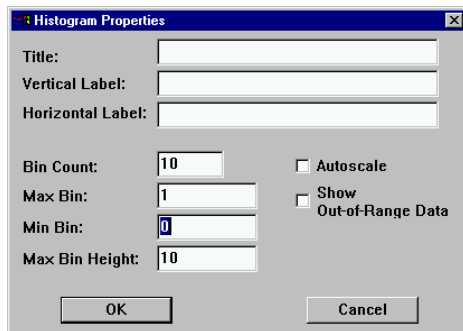 Histogram Properties
Title:
Vertical Label:
Horizontal Label:
Bin Count: 10
Autoscale
Max Bin: 1
Show
Out-of-Range Data
Min Bin: 0
Max Bin Height: 10
OK
Cancel